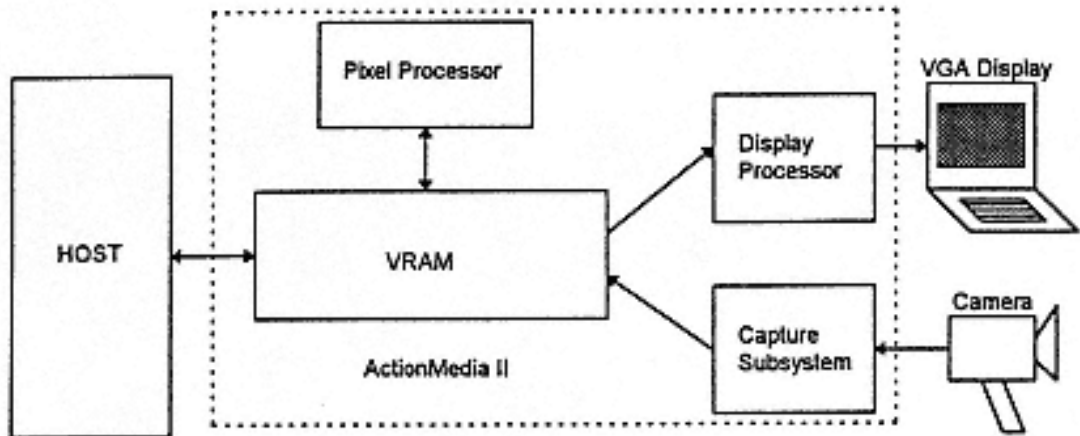 Pixel Processor
VGA Display
Display
Processor
HOST
VRAM
Camera
Capture
Subsystem
ActionMedia II